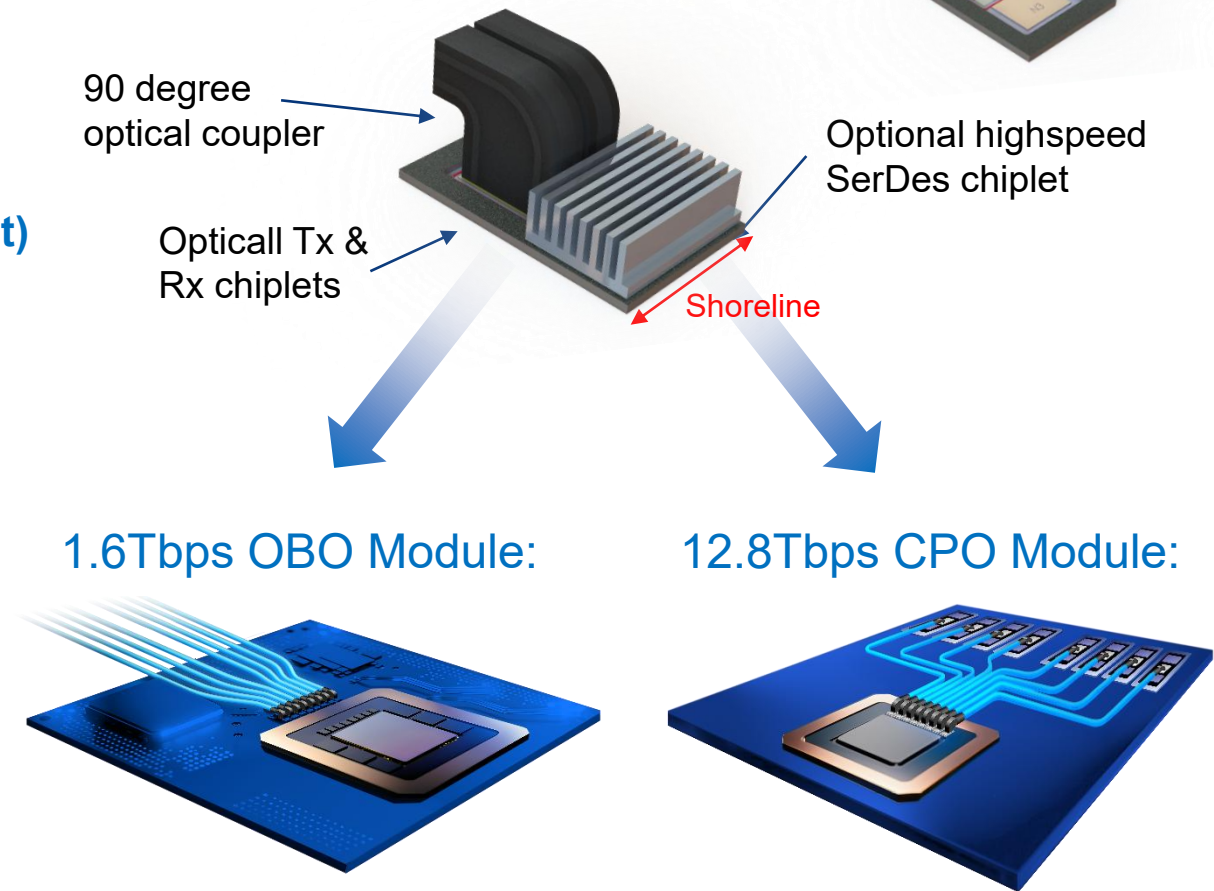 N3
90 degree
optical coupler
Optional highspeed
SerDes chiplet
t)
Opticall Tx &
Rx chiplets
Shoreline
1.6Tbps OBO Module:
12.8Tbps CPO Module: